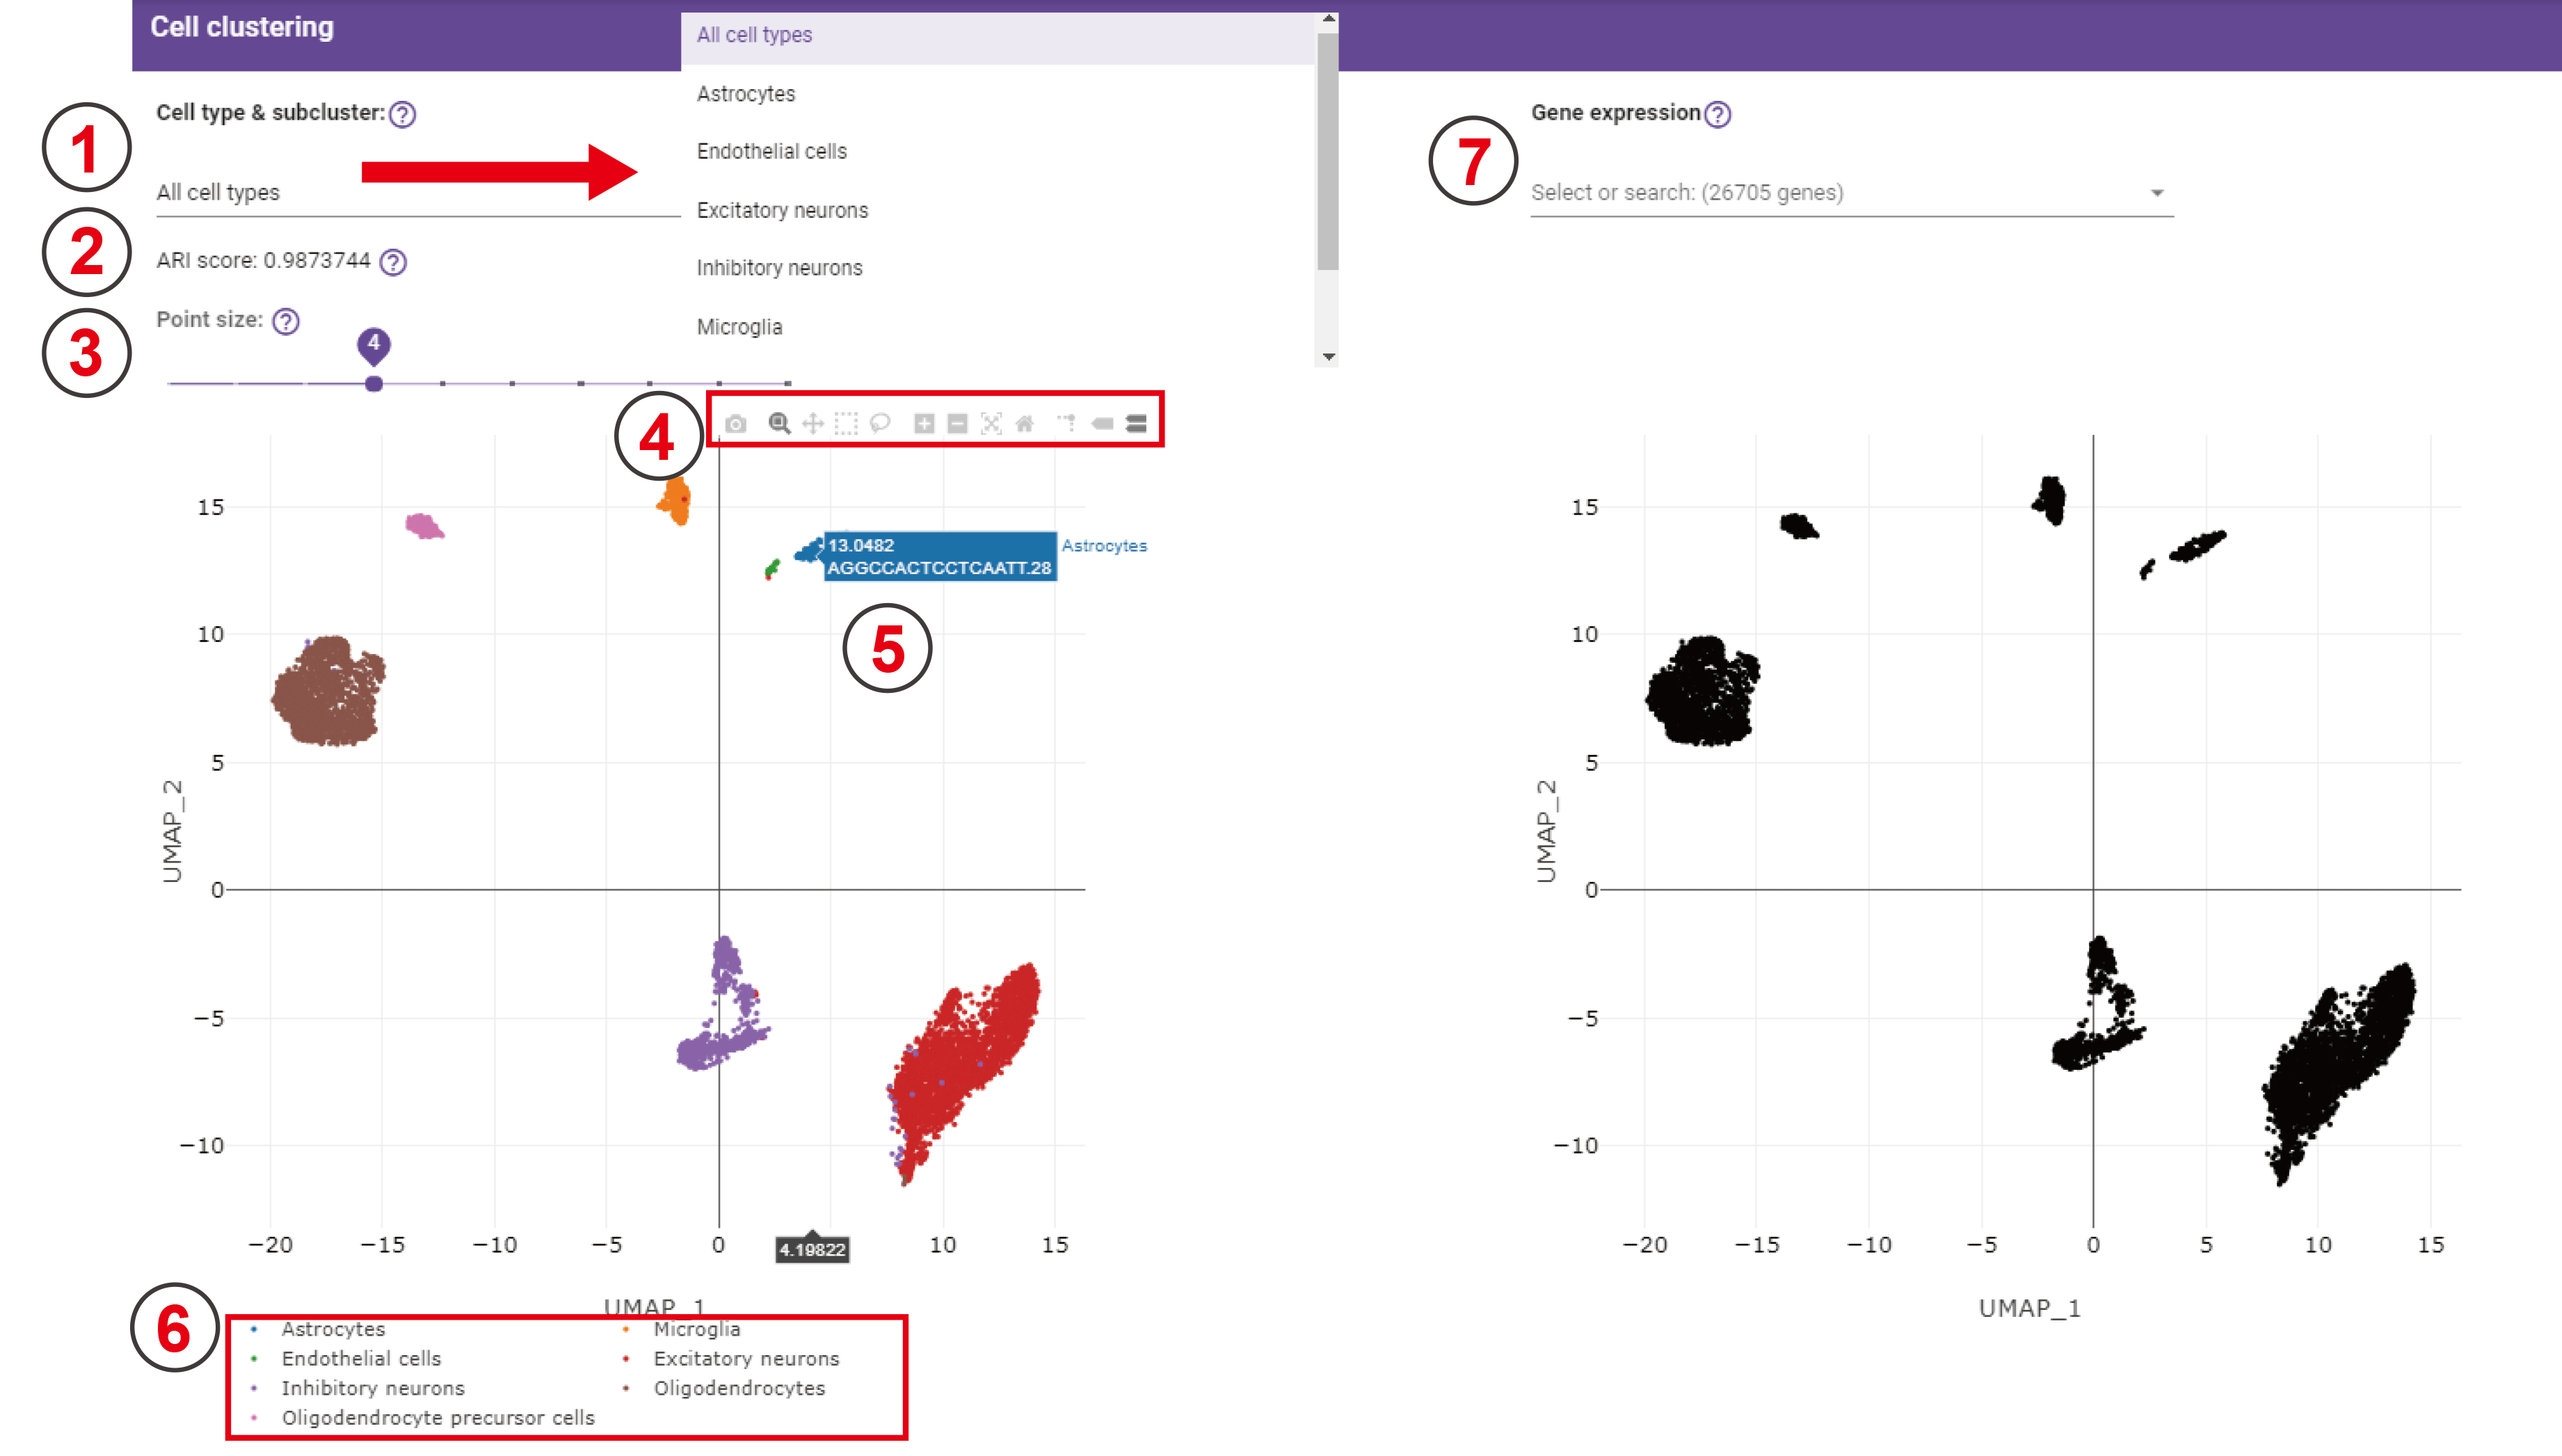 Cell clustering
All cell types
Astrocytes
Endothelial cells
Excitatory neurons
Inhibitory neurons
Microglia
1
Cell type & subcluster: ?
All cell types
2
ARI score: 0.9873744 ?
3
Point size: ?
4
4
15
10
5
0
−5
−10
UMAP_2
13.0482
AGGCCACTCCTCAATT.28
Astrocytes
5
−20
−15
−10
−5
0
4.19822
10
15
UMAP_1
6
Astrocytes
Endothelial cells
Inhibitory neurons
Oligodendrocyte precursor cells
Microglia
Excitatory neurons
Oligodendrocytes
7
Gene expression ?
Select or search: (26705 genes)
15
10
5
0
−5
−10
UMAP_2
−20
−15
−10
−5
0
5
10
15
UMAP_1